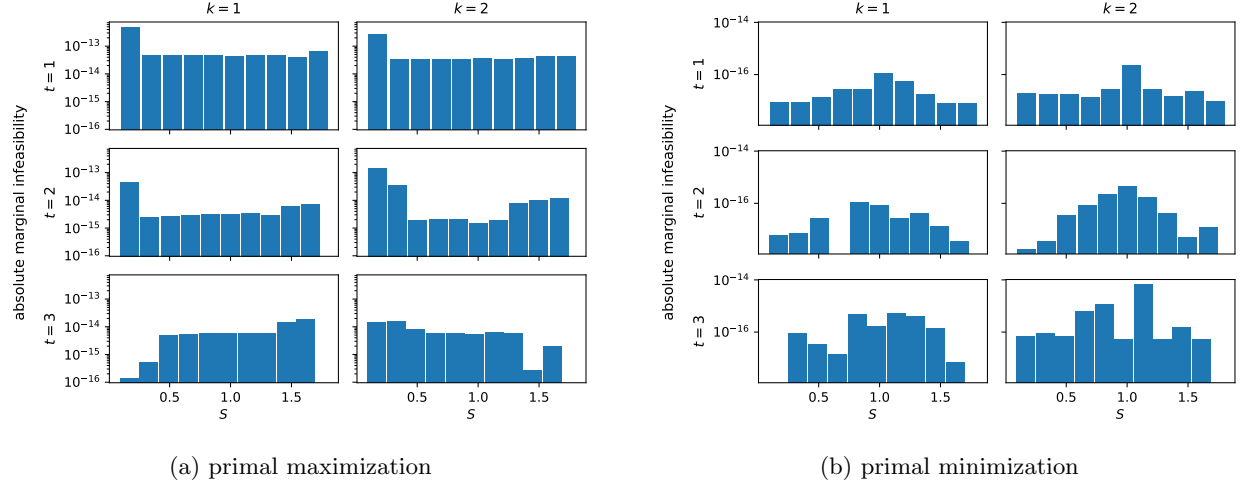 k = 1
k = 2
absolute marginal infeasibility
t = 1
10⁻¹³
10⁻¹⁴
10⁻¹⁵
10⁻¹⁶
t = 2
10⁻¹³
10⁻¹⁴
10⁻¹⁵
10⁻¹⁶
t = 3
10⁻¹³
10⁻¹⁴
10⁻¹⁵
10⁻¹⁶
0.5 1.0 1.5
S
0.5 1.0 1.5
S
(a) primal maximization
k = 1
k = 2
absolute marginal infeasibility
t = 1
10⁻¹⁴
10⁻¹⁶
t = 2
10⁻¹⁴
10⁻¹⁶
t = 3
10⁻¹⁴
10⁻¹⁶
0.5 1.0 1.5
S
0.5 1.0 1.5
S
(b) primal minimization